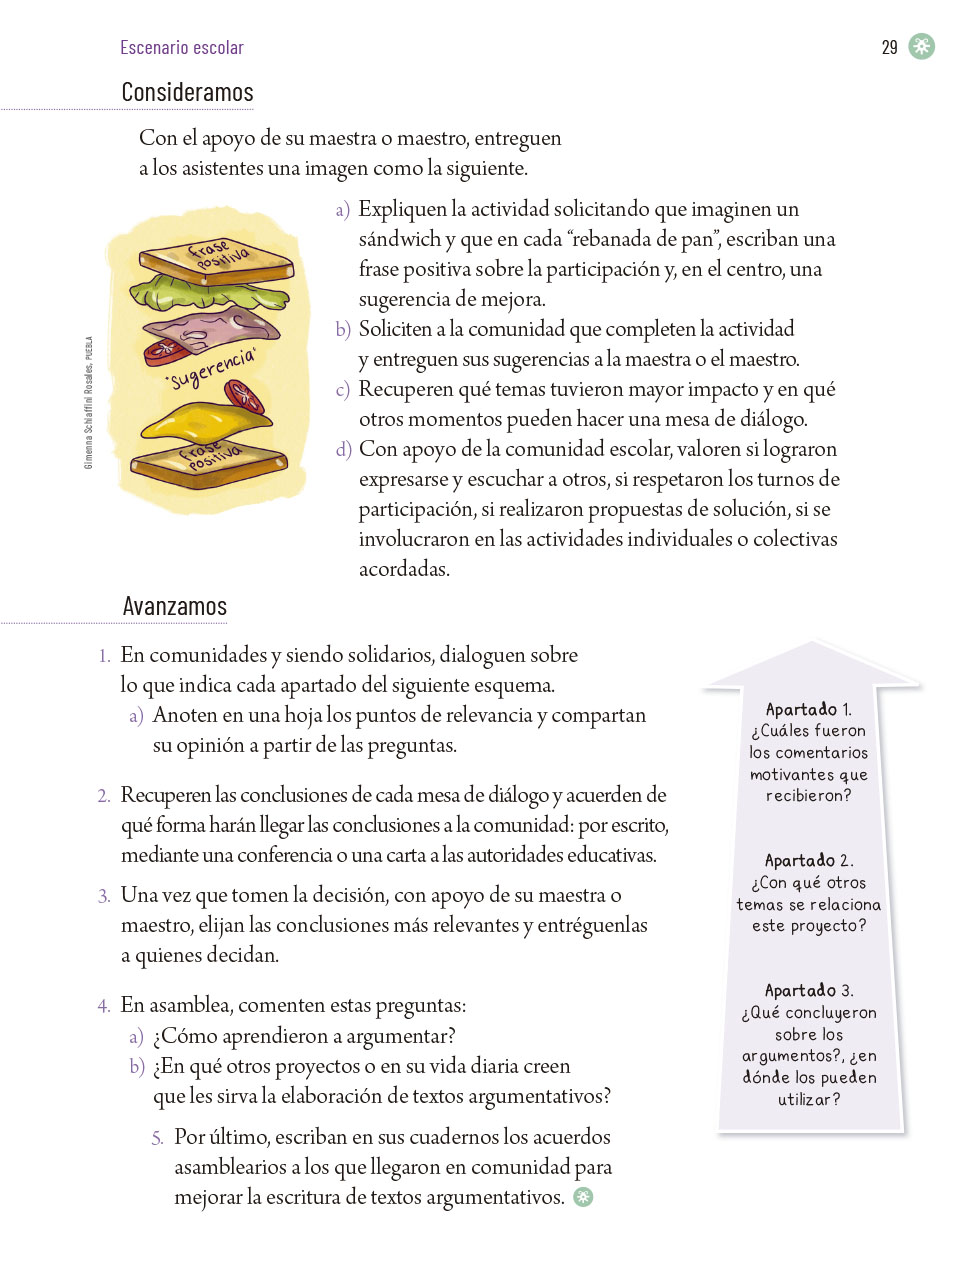 Escenario escolar
29
Consideramos
Con el apoyo de su maestra o maestro, entreguen
a los asistentes una imagen como la siguiente.
frase
positiva
"sugerencia"
frase
positiva
Gimenna Schiaffini Rosales, PUEBLA
a) Expliquen la actividad solicitando que imaginen un
sándwich y que en cada “rebanada de pan”, escriban una
frase positiva sobre la participación y, en el centro, una
sugerencia de mejora.
b) Soliciten a la comunidad que completen la actividad
y entreguen sus sugerencias a la maestra o el maestro.
c) Recuperen qué temas tuvieron mayor impacto y en qué
otros momentos pueden hacer una mesa de diálogo.
d) Con apoyo de la comunidad escolar, valoren si lograron
expresarse y escuchar a otros, si respetaron los turnos de
participación, si realizaron propuestas de solución, si se
involucraron en las actividades individuales o colectivas
acordadas.
Avanzamos
1. En comunidades y siendo solidarios, dialoguen sobre
lo que indica cada apartado del siguiente esquema.
a) Anoten en una hoja los puntos de relevancia y compartan
su opinión a partir de las preguntas.
2. Recuperen las conclusiones de cada mesa de diálogo y acuerden de
qué forma harán llegar las conclusiones a la comunidad: por escrito,
mediante una conferencia o una carta a las autoridades educativas.
3. Una vez que tomen la decisión, con apoyo de su maestra o
maestro, elijan las conclusiones más relevantes y entréguenlas
a quienes decidan.
4. En asamblea, comenten estas preguntas:
a) ¿Cómo aprendieron a argumentar?
b) ¿En qué otros proyectos o en su vida diaria creen
que les sirva la elaboración de textos argumentativos?
5. Por último, escriban en sus cuadernos los acuerdos
asamblearios a los que llegaron en comunidad para
mejorar la escritura de textos argumentativos.
Apartado 1.
¿Cuáles fueron
los comentarios
motivantes que
recibieron?
Apartado 2.
¿Con qué otros
temas se relaciona
este proyecto?
Apartado 3.
¿Qué concluyeron
sobre los
argumentos?, ¿en
dónde los pueden
utilizar?